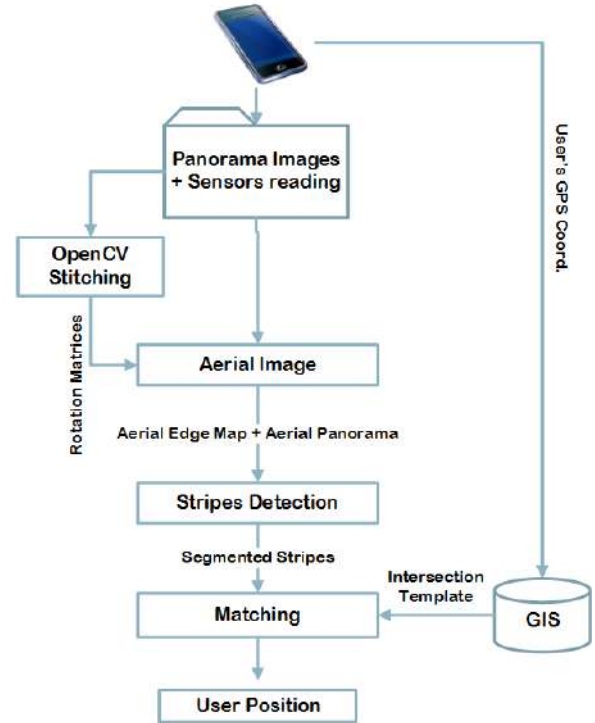 Panorama Images
+ Sensors reading
User's GPS Coord.
OpenCV
Stitching
Rotation Matrices
Aerial Image
Aerial Edge Map + Aerial Panorama
Stripes Detection
Segmented Stripes
Intersection
Template
Matching
GIS
User Position